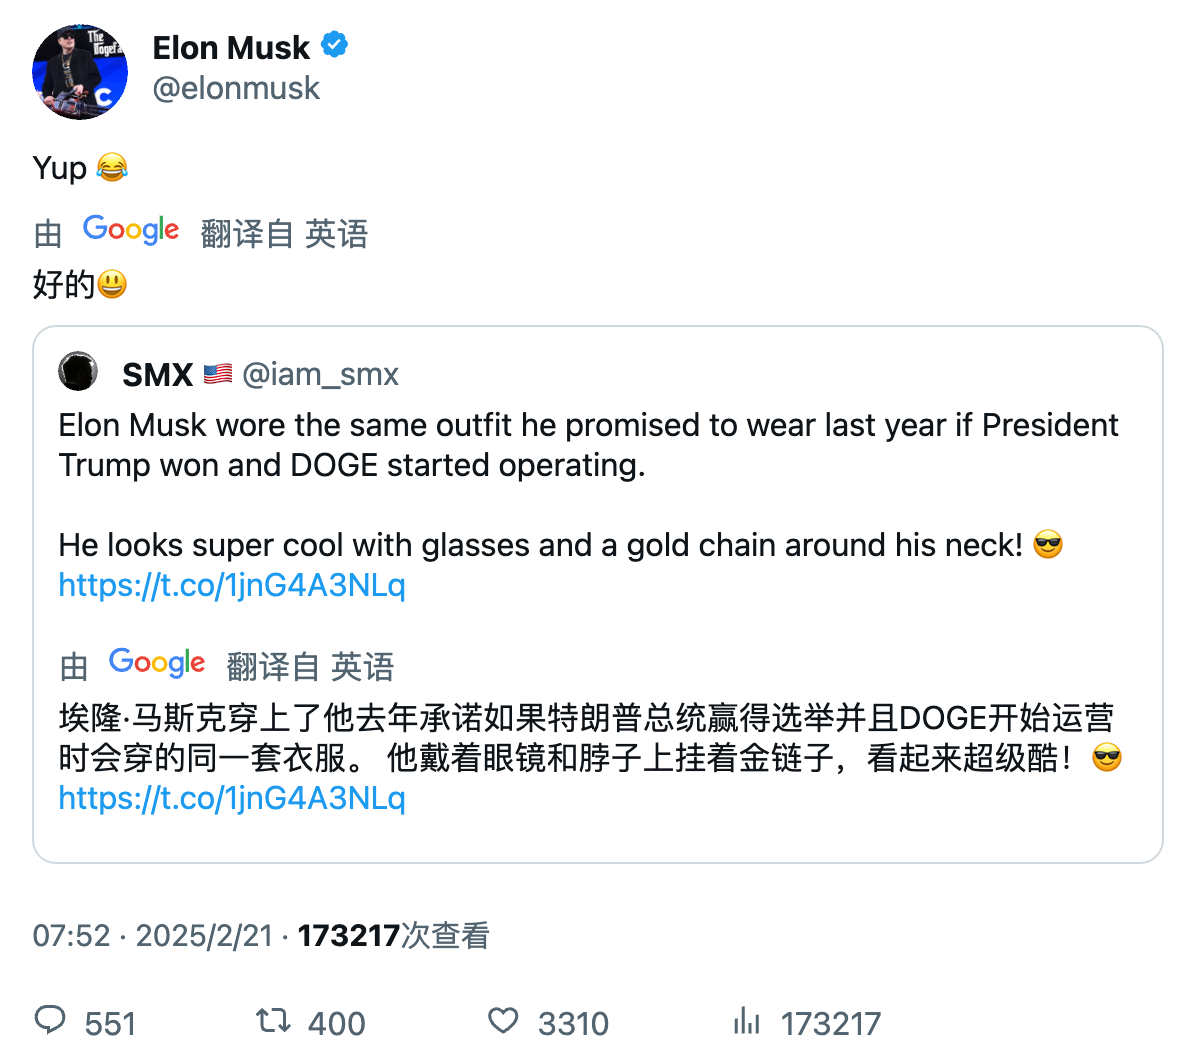 The
Dogefa
C
Elon Musk
@elonmusk
Yup 😂
由 Google 翻译自 英语
好的😃
SMX 🇺🇸 @iam_smx
Elon Musk wore the same outfit he promised to wear last year if President
Trump won and DOGE started operating.
He looks super cool with glasses and a gold chain around his neck! 😎
https://t.co/1jnG4A3NLq
由 Google 翻译自 英语
埃隆·马斯克穿上了他去年承诺如果特朗普总统赢得选举并且DOGE开始运营
时会穿的同一套衣服。 他戴着眼镜和脖子上挂着金链子，看起来超级酷！😎
https://t.co/1jnG4A3NLq
07:52 · 2025/2/21 · 173217次查看
551 400 3310 173217